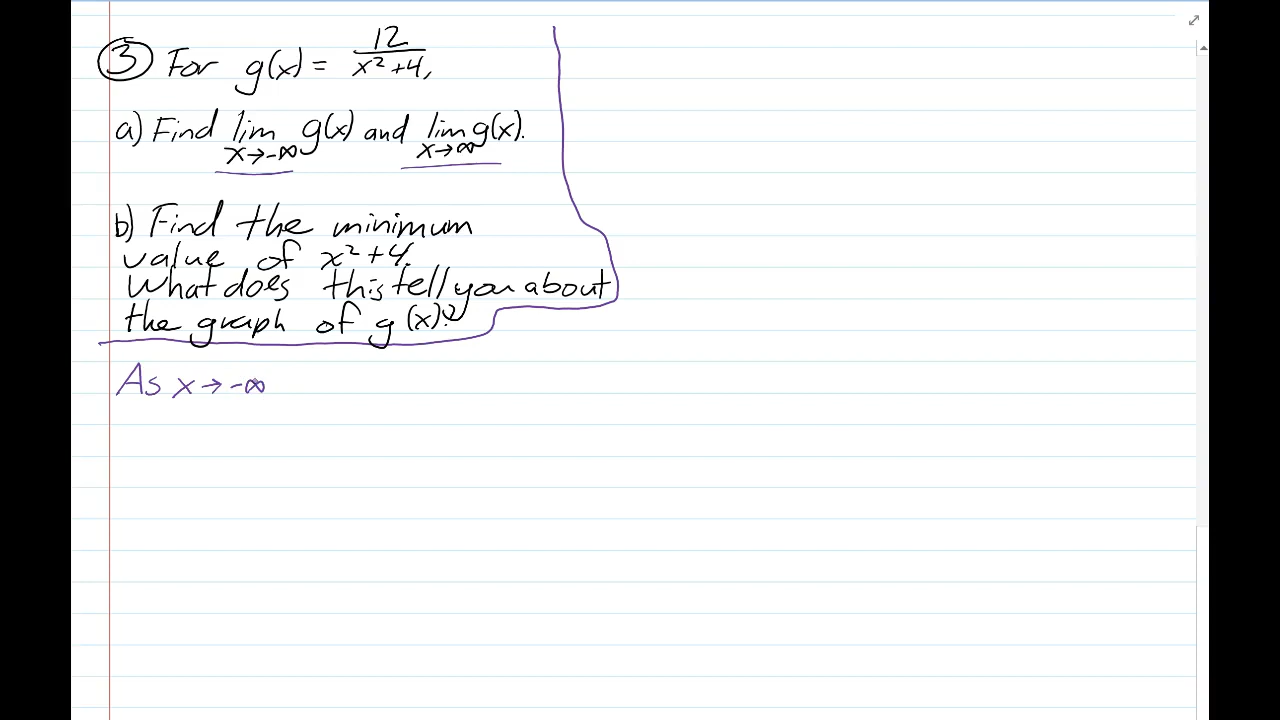 ③ For g(x) = 12/(x² + 4),
a) Find lim x→-∞ g(x) and lim x→∞ g(x).
b) Find the minimum
value of x² + 4.
What does this tell you about
the graph of g(x)?
As x → -∞